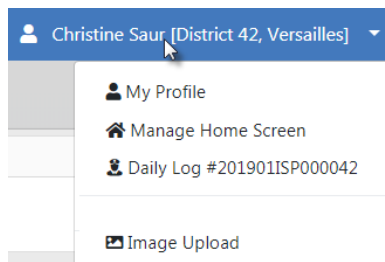 Christine Saur [District 42, Versailles]
My Profile
Manage Home Screen
Daily Log #201901ISP000042
Image Upload